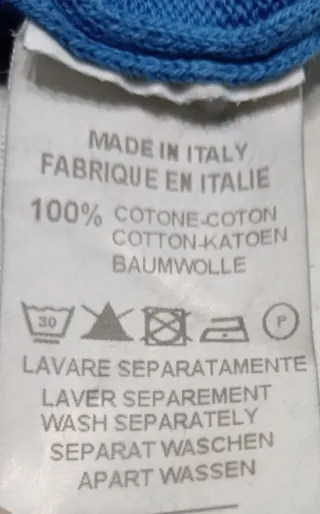 MADE IN ITALY
FABRIQUE EN ITALIE
100% COTONE-COTON
COTTON-KATOEN
BAUMWOLLE
30 P
LAVARE SEPARATAMENTE
LAVER SEPAREMENT
WASH SEPARATELY
SEPARAT WASCHEN
APART WASSEN